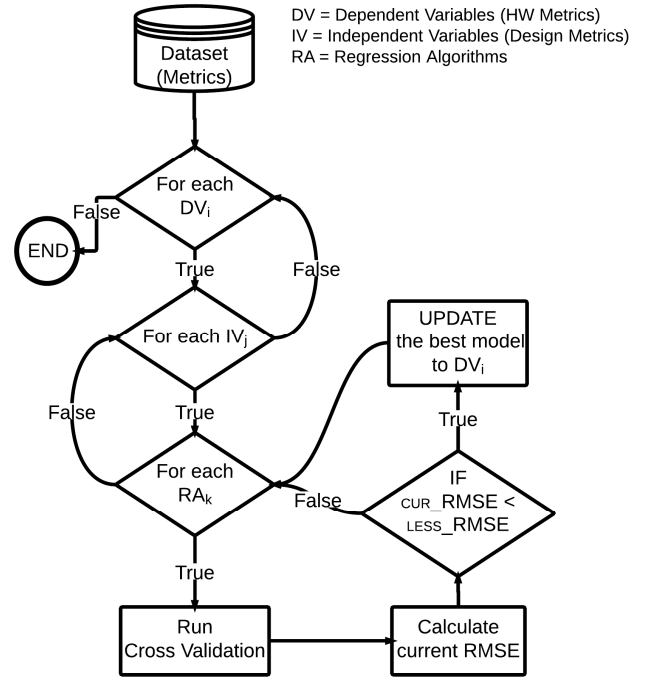 DV = Dependent Variables (HW Metrics)
IV = Independent Variables (Design Metrics)
RA = Regression Algorithms
Dataset
(Metrics)
For each
DVi
False
END
True
False
For each IVj
UPDATE
the best model
to DVi
False
True
True
For each
RAk
False
IF
CUR_RMSE <
LESS_RMSE
True
Run
Cross Validation
Calculate
current RMSE